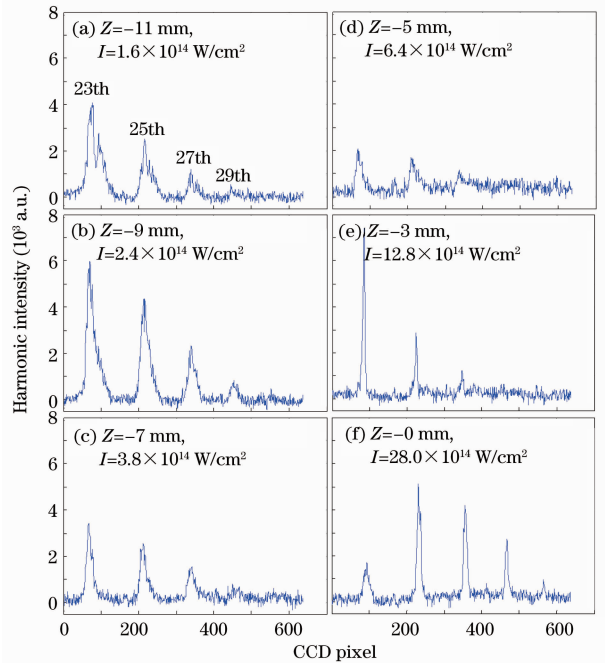 8
6
4
2
0
(a) Z=−11 mm,
I=1.6×10¹⁴ W/cm²
23th
25th
27th
29th
(d) Z=−5 mm,
I=6.4×10¹⁴ W/cm²
8
6
4
2
0
(b) Z=−9 mm,
I=2.4×10¹⁴ W/cm²
(e) Z=−3 mm,
I=12.8×10¹⁴ W/cm²
8
6
4
2
0
(c) Z=−7 mm,
I=3.8×10¹⁴ W/cm²
(f) Z=−0 mm,
I=28.0×10¹⁴ W/cm²
0 200 400 600
200 400 600
Harmonic intensity (10³ a.u.)
CCD pixel